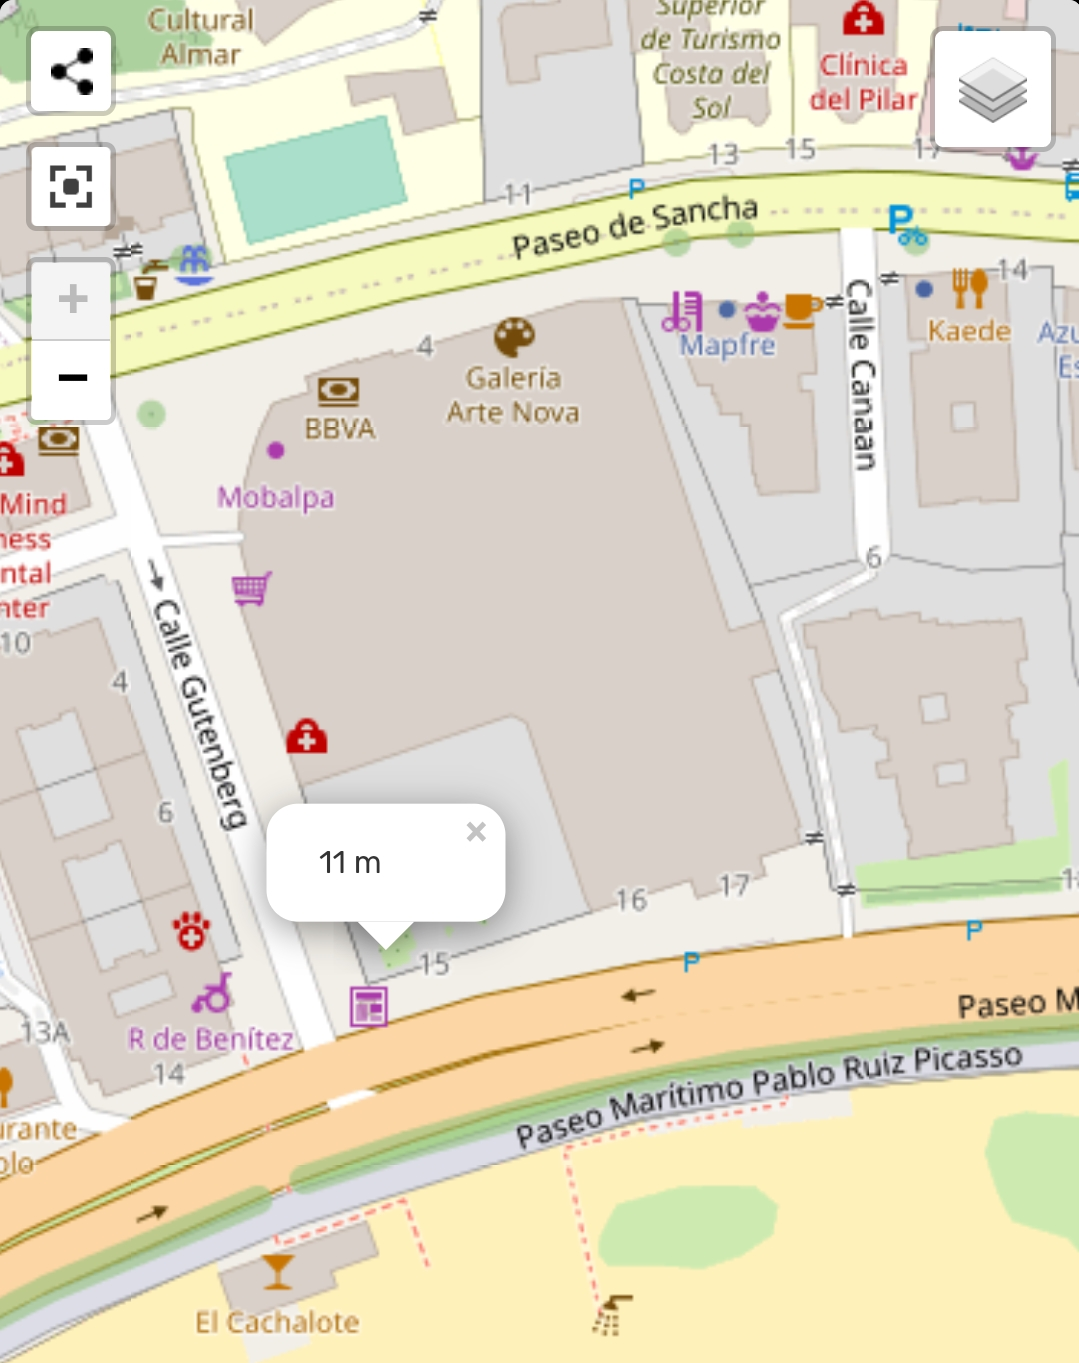 Cultural
Almar
Superior
de Turismo
Costa del
Sol
Clínica
del Pilar
13
15
17
11
P
Paseo de Sancha
P
14
4
Galería
Arte Nova
BBVA
Mapfre
Kaede
Calle Canaan
Mobalpa
Mind
ness
ntal
nter
10
6
4
Calle Gutenberg
6
11 m
×
16
17
15
P
P
Paseo M
R de Benítez
13A
14
Paseo Marítimo Pablo Ruiz Picasso
urante
olo
El Cachalote